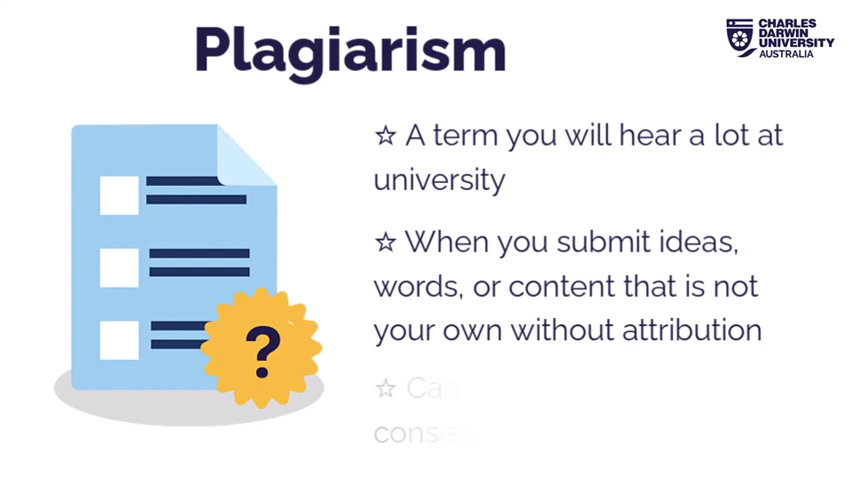 Plagiarism
CHARLES
DARWIN
UNIVERSITY
AUSTRALIA
☆ A term you will hear a lot at
university
☆ When you submit ideas,
words, or content that is not
your own without attribution
☆ Can
?